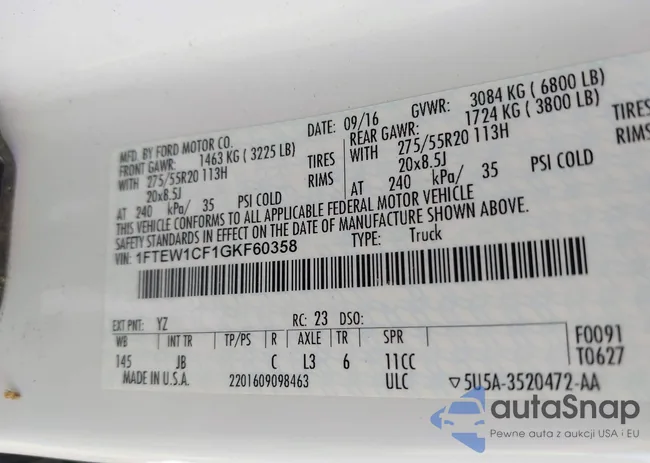 MFD. BY FORD MOTOR CO.
DATE: 09/16 GVWR: 3084 KG ( 6800 LB)
FRONT GAWR: 1463 KG ( 3225 LB) REAR GAWR: 1724 KG ( 3800 LB)
WITH 275/55R20 113H TIRES WITH 275/55R20 113H TIRES
20x8.5J RIMS 20x8.5J RIMS
AT 240 kPa/ 35 PSI COLD AT 240 kPa/ 35 PSI COLD
THIS VEHICLE CONFORMS TO ALL APPLICABLE FEDERAL MOTOR VEHICLE
SAFETY STANDARDS IN EFFECT ON THE DATE OF MANUFACTURE SHOWN ABOVE.
VIN: 1FTEW1CF1GKF60358 TYPE: Truck
EXT PNT: YZ RC: 23 DSO:
WB INT TR TP/PS R AXLE TR SPR F0091
145 JB C L3 6 11CC T0627
MADE IN U.S.A. 2201609098463 ULC ▽5U5A-3520472-AA
autaSnap
Pewne auta z aukcji USA i EU